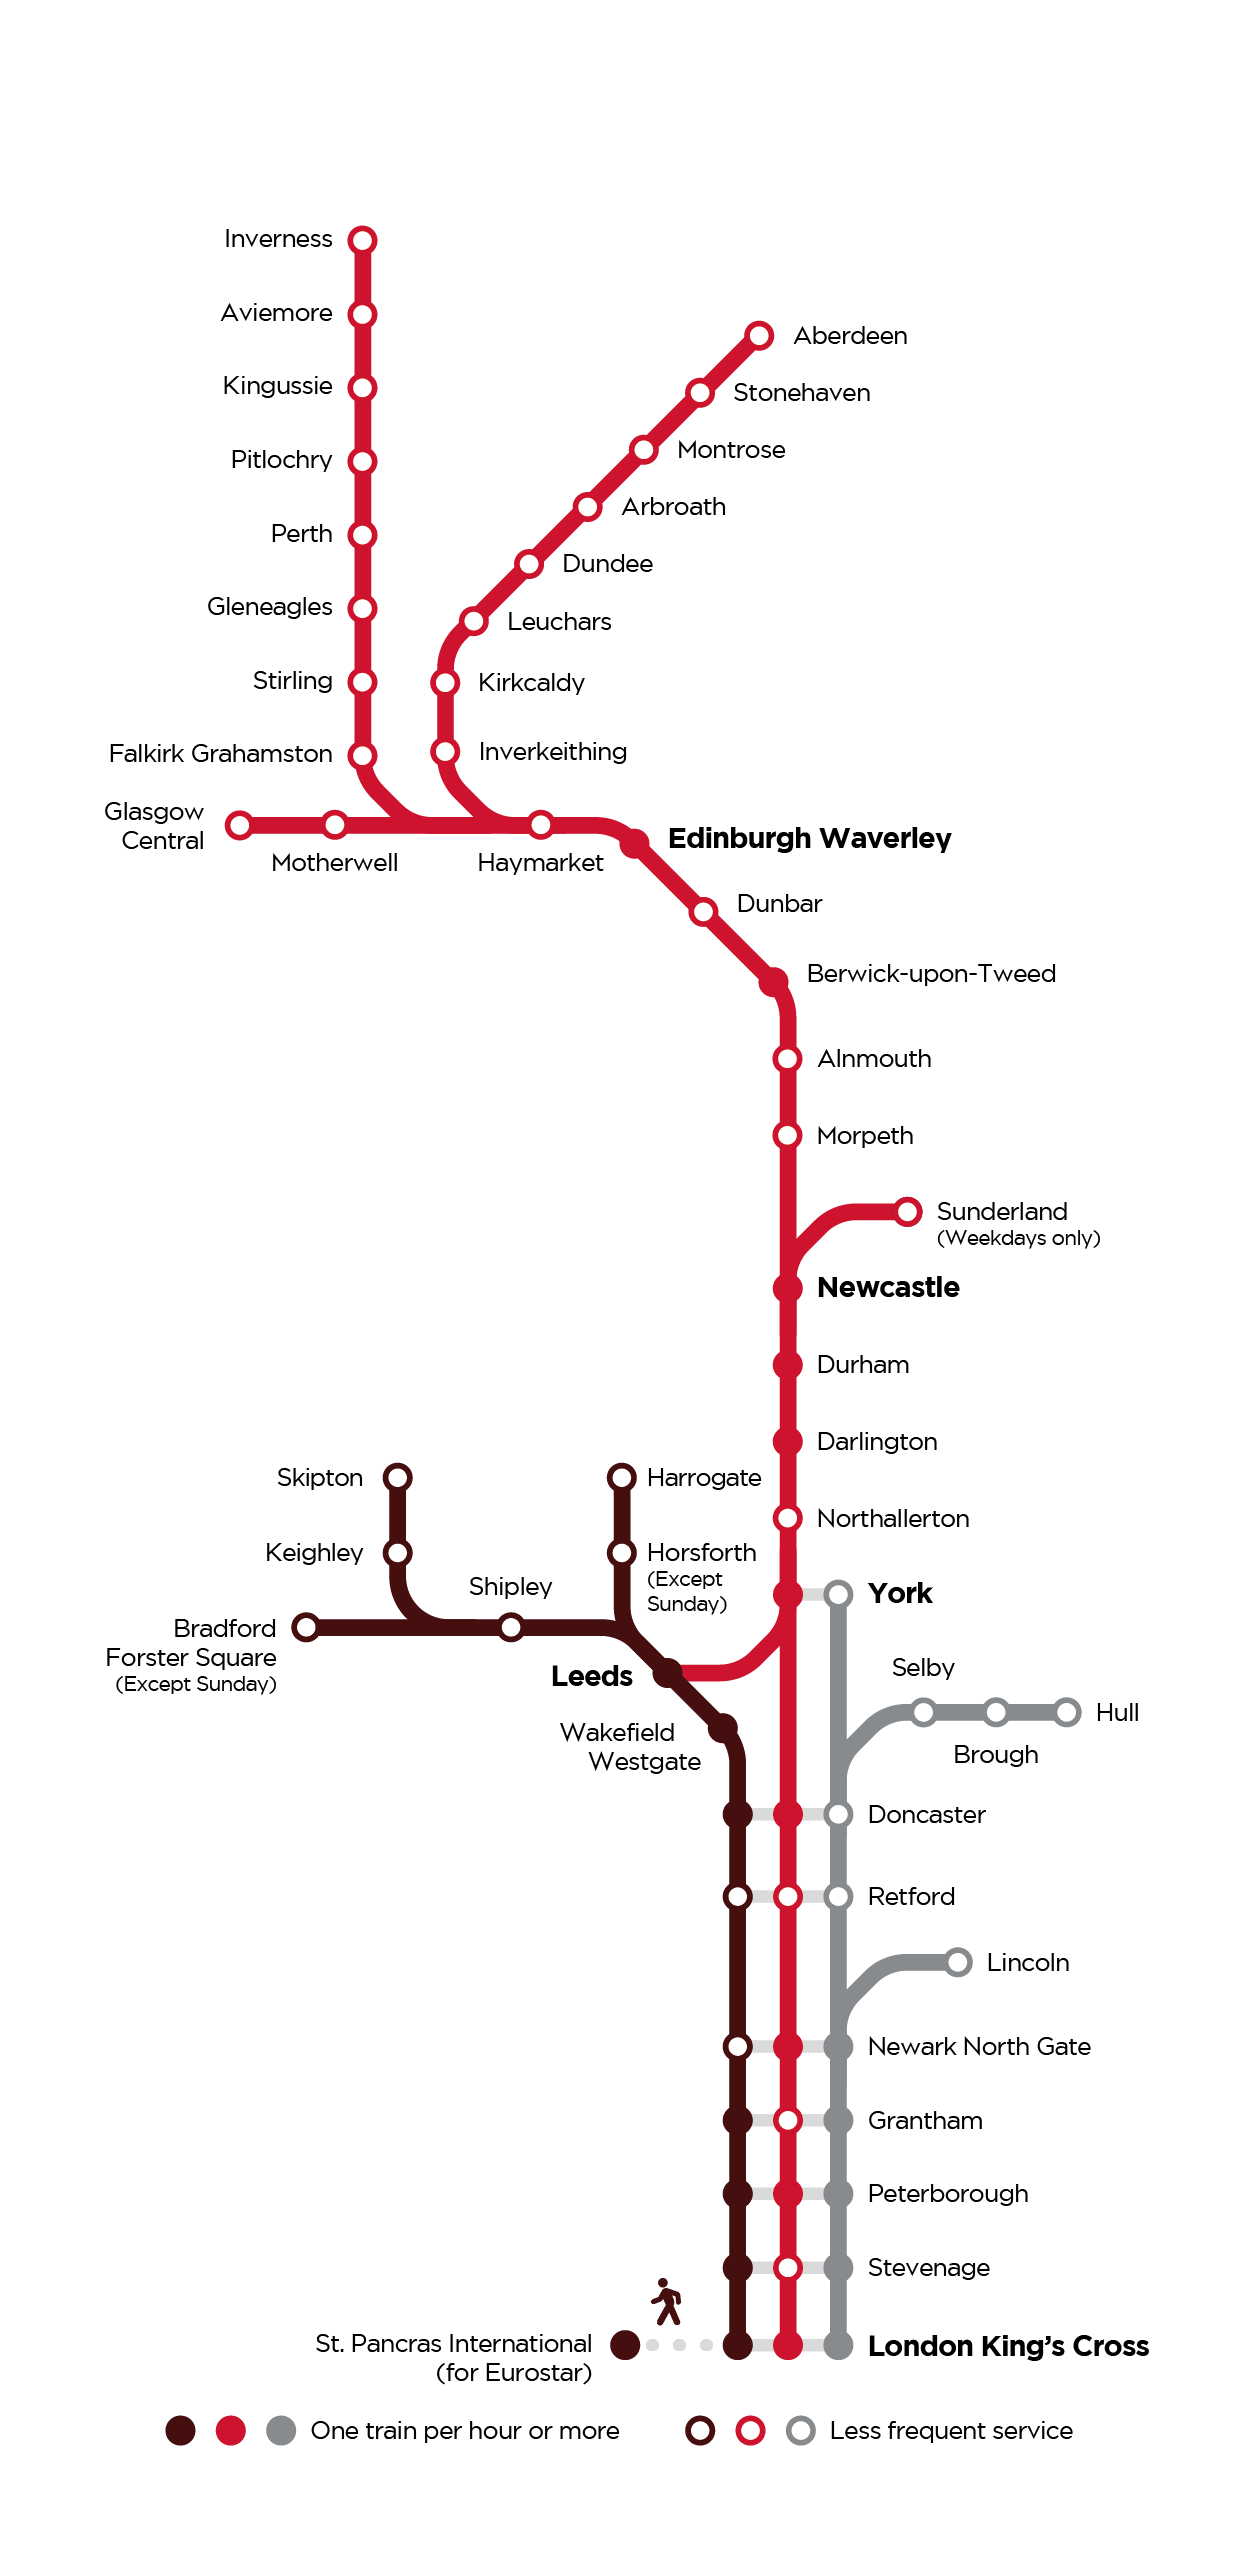 Inverness
Aviemore
Aberdeen
Kingussie
Stonehaven
Pitlochry
Montrose
Perth
Arbroath
Dundee
Gleneagles
Leuchars
Stirling
Kirkcaldy
Falkirk Grahamston
Inverkeithing
Glasgow
Central
Motherwell
Haymarket
Edinburgh Waverley
Dunbar
Berwick-upon-Tweed
Alnmouth
Morpeth
Sunderland
(Weekdays only)
Newcastle
Durham
Darlington
Skipton
Harrogate
Northallerton
Keighley
Horsforth
(Except
Sunday)
Shipley
York
Bradford
Forster Square
(Except Sunday)
Leeds
Selby
Hull
Wakefield
Westgate
Brough
Doncaster
Retford
Lincoln
Newark North Gate
Grantham
Peterborough
Stevenage
St. Pancras International
(for Eurostar)
London King's Cross
One train per hour or more
Less frequent service